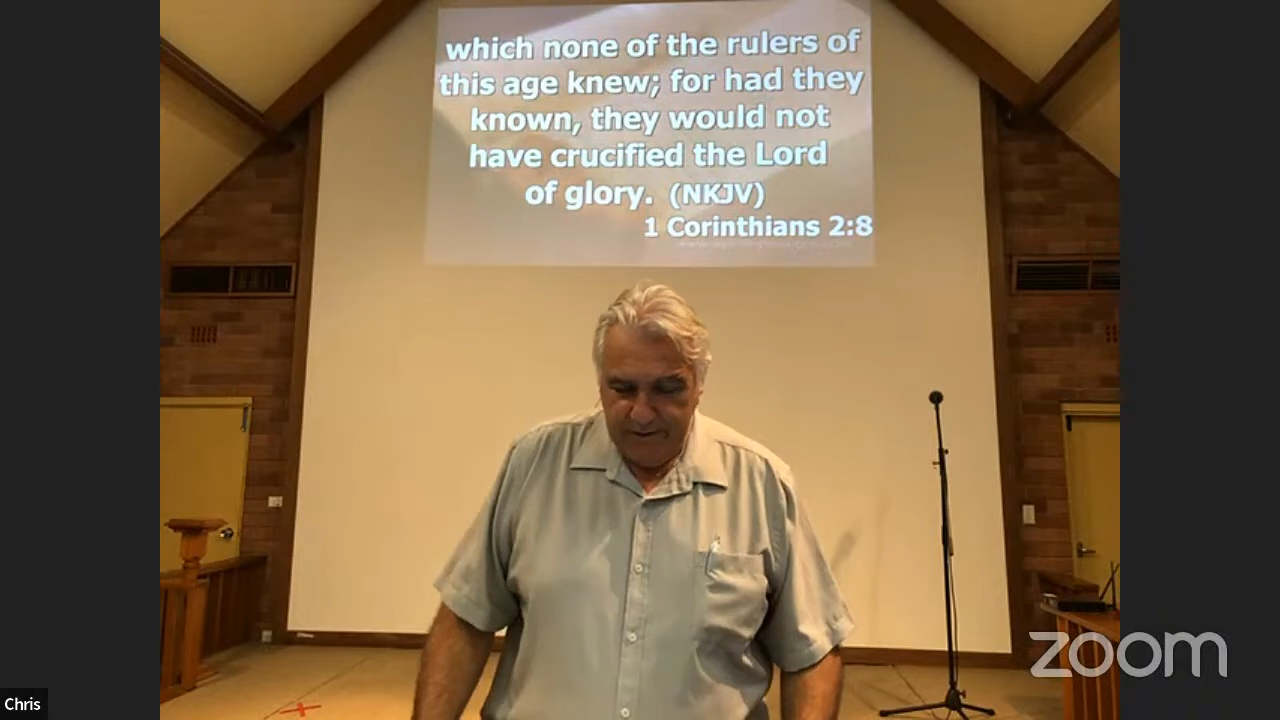 which none of the rulers of
this age knew; for had they
known, they would not
have crucified the Lord
of glory. (NKJV)
1 Corinthians 2:8
zoom
Chris